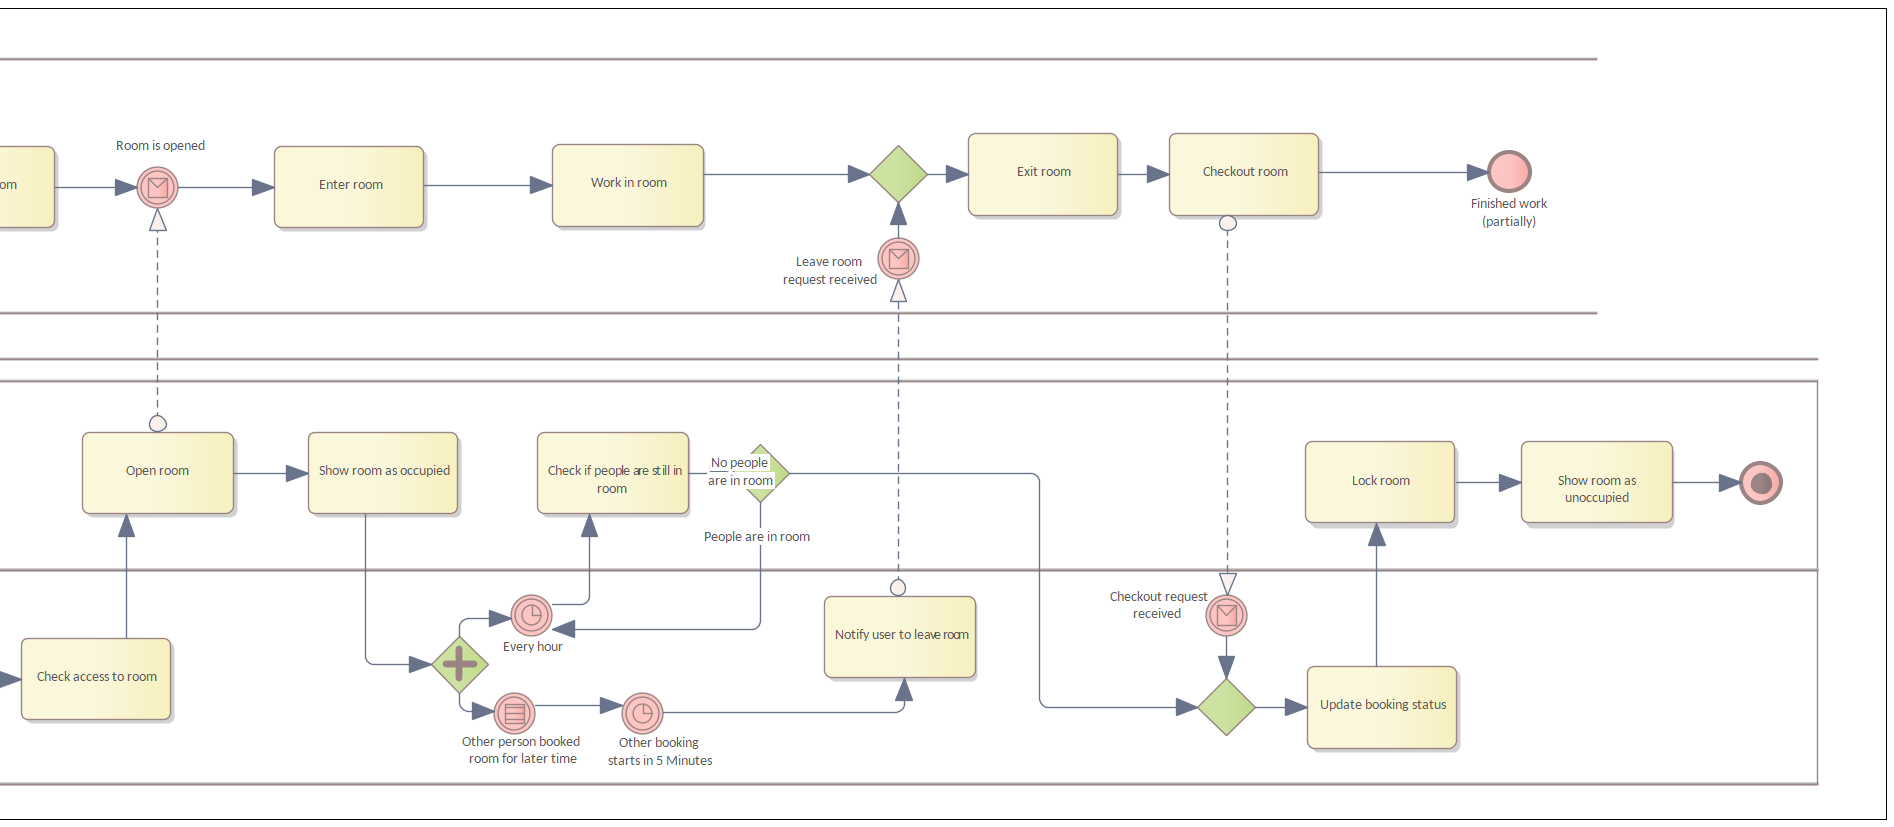 om
Room is opened
Enter room
Work in room
Leave room
request received
Exit room
Checkout room
Finished work
(partially)
Open room
Show room as occupied
Check if people are still in
room
No people
are in room
People are in room
Lock room
Show room as
unoccupied
Check access to room
Every hour
Other person booked
room for later time
Other booking
starts in 5 Minutes
Notify user to leave room
Checkout request
received
Update booking status